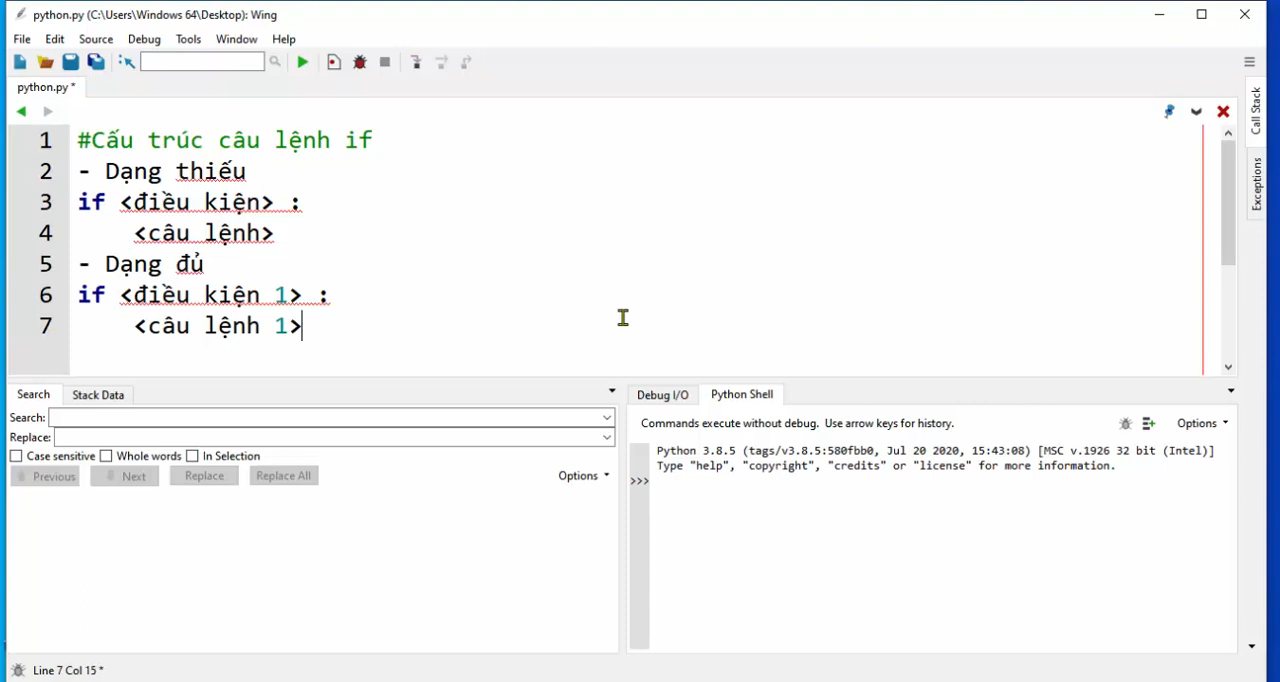 python.py (C:\Users\Windows 64\Desktop): Wing
File Edit Source Debug Tools Window Help
python.py *
1 #Cấu trúc câu lệnh if
2 - Dạng thiếu
3 if <điều kiện> :
4 <câu lệnh>
5 - Dạng đủ
6 if <điều kiện 1> :
7 <câu lệnh 1>
Call Stack
Exceptions
Search Stack Data
Search:
Replace:
Case sensitive Whole words In Selection
Previous Next Replace Replace All Options
Debug I/O Python Shell
Commands execute without debug. Use arrow keys for history. Options
Python 3.8.5 (tags/v3.8.5:580fbb0, Jul 20 2020, 15:43:08) [MSC v.1926 32 bit (Intel)]
Type "help", "copyright", "credits" or "license" for more information.
>>>
Line 7 Col 15 *